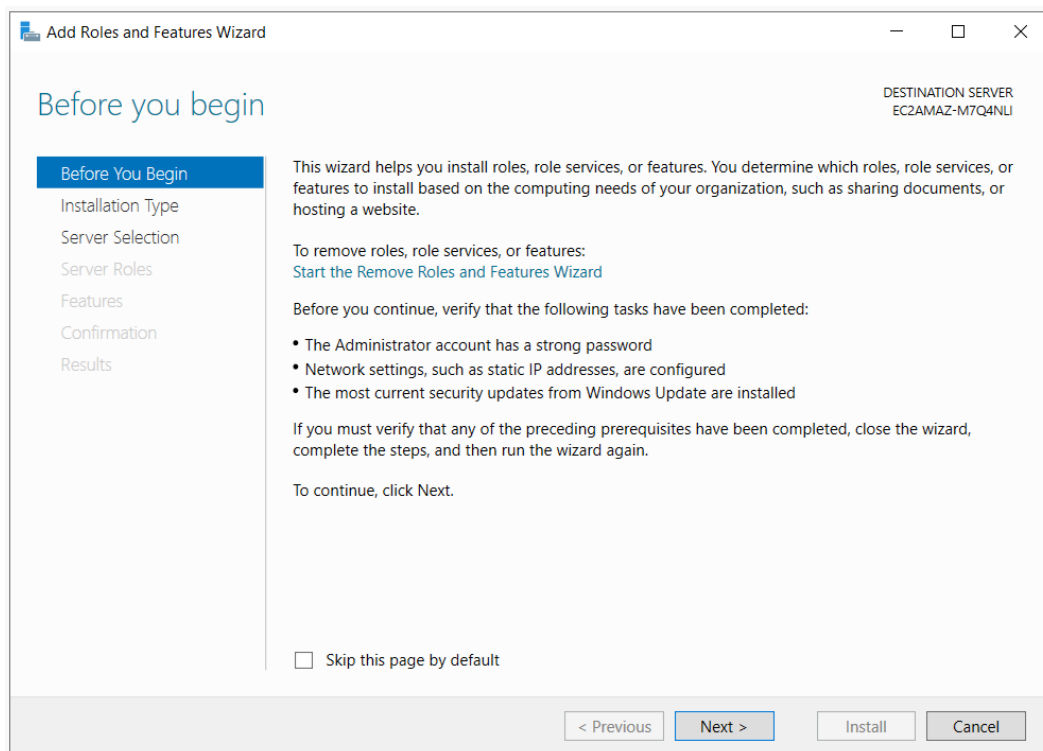 Add Roles and Features Wizard
Before you begin
DESTINATION SERVER
EC2AMAZ-M7Q4NLI
Before You Begin
Installation Type
Server Selection
Server Roles
Features
Confirmation
Results
This wizard helps you install roles, role services, or features. You determine which roles, role services, or
features to install based on the computing needs of your organization, such as sharing documents, or
hosting a website.
To remove roles, role services, or features:
Start the Remove Roles and Features Wizard
Before you continue, verify that the following tasks have been completed:
• The Administrator account has a strong password
• Network settings, such as static IP addresses, are configured
• The most current security updates from Windows Update are installed
If you must verify that any of the preceding prerequisites have been completed, close the wizard,
complete the steps, and then run the wizard again.
To continue, click Next.
Skip this page by default
< Previous
Next >
Install
Cancel